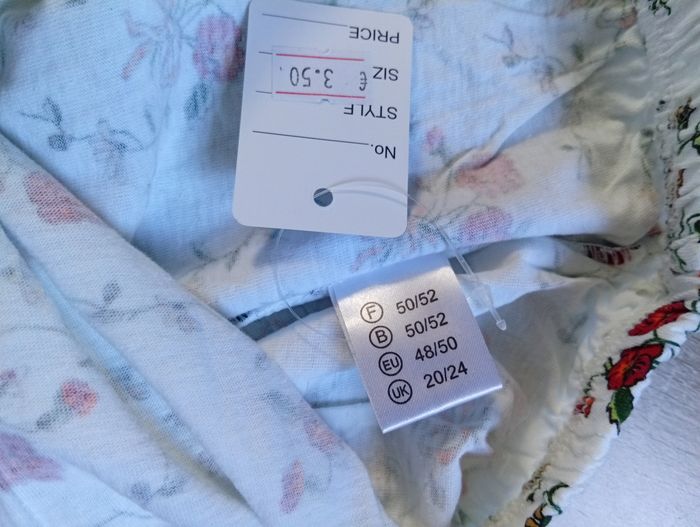 No.
STYLE
SIZ
€ 3.50.
PRICE
F 50/52
B 50/52
EU 48/50
UK 20/24